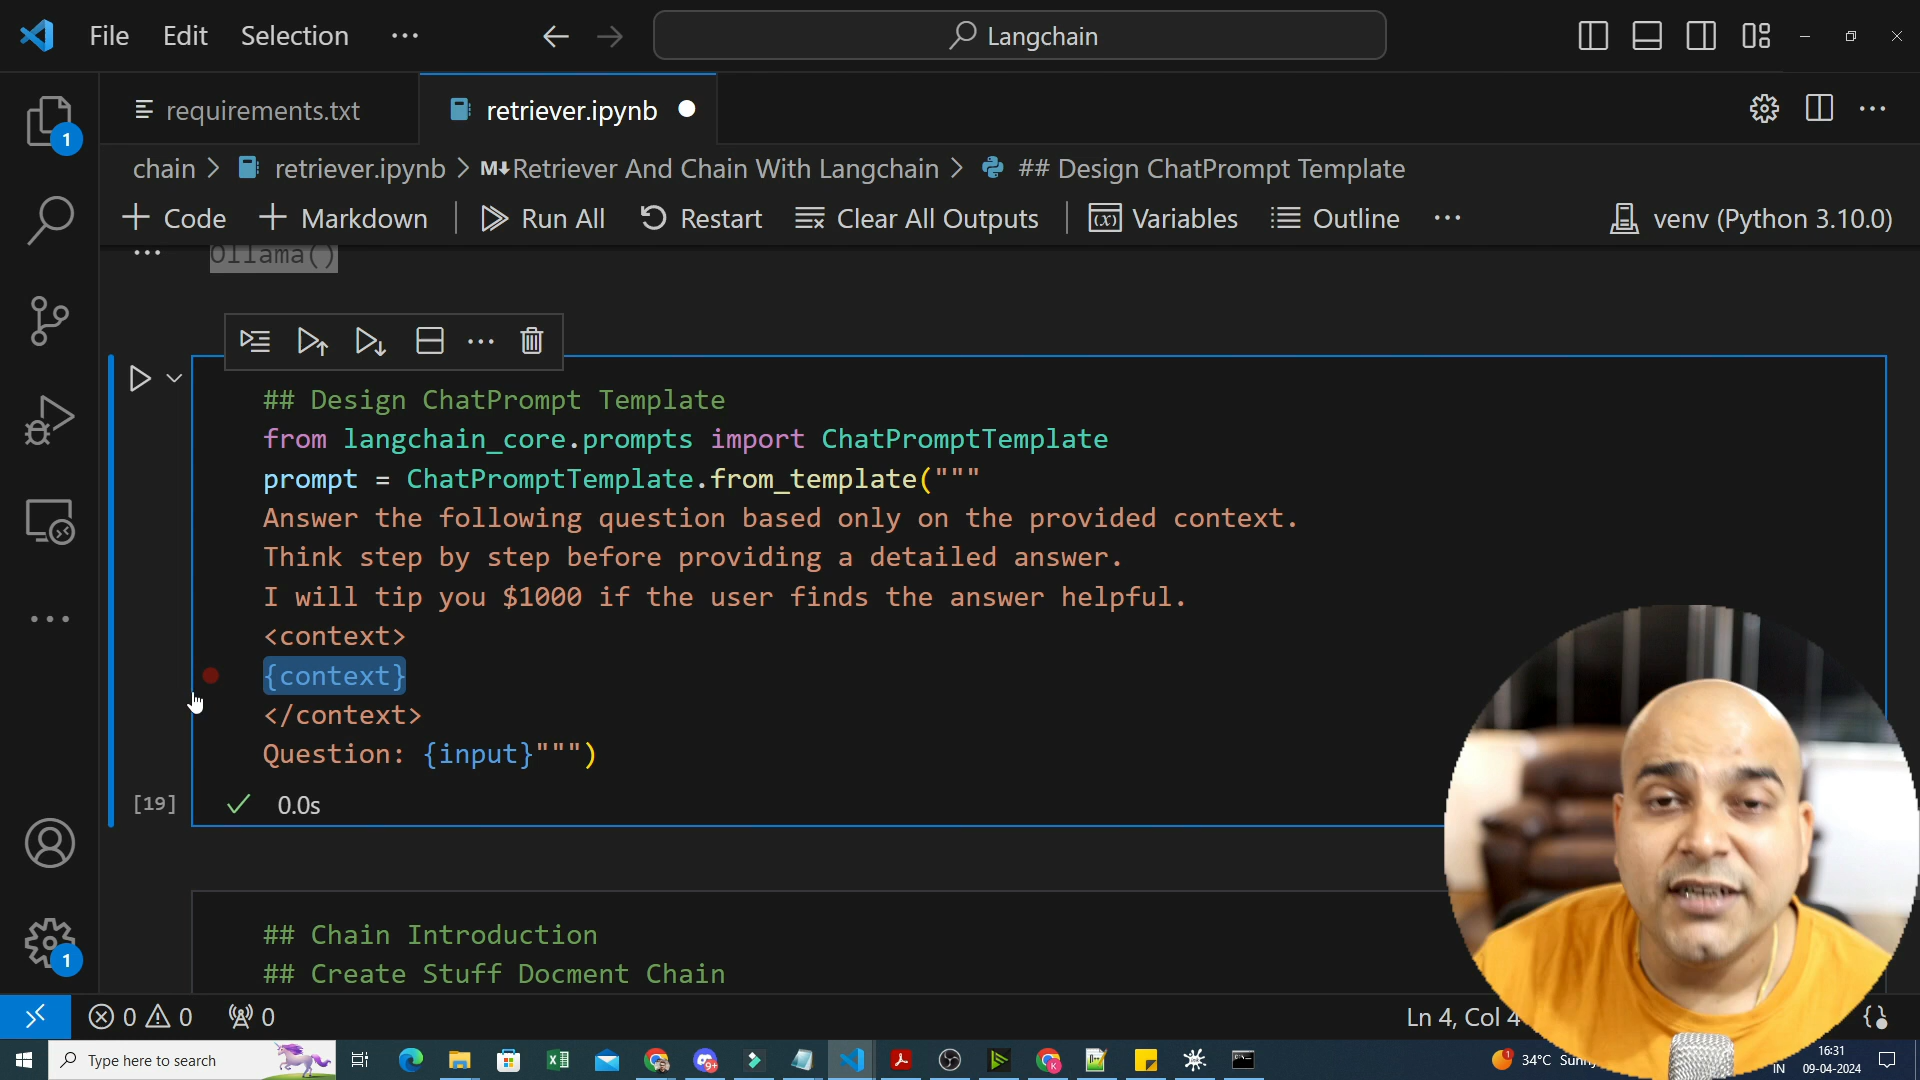 File Edit Selection ··· Langchain
requirements.txt retriever.ipynb
1
chain > retriever.ipynb > M↓Retriever And Chain With Langchain > ## Design ChatPrompt Template
+ Code + Markdown Run All Restart Clear All Outputs Variables Outline ··· venv (Python 3.10.0)
··· Ollama()
## Design ChatPrompt Template
from langchain_core.prompts import ChatPromptTemplate
prompt = ChatPromptTemplate.from_template("""
Answer the following question based only on the provided context.
Think step by step before providing a detailed answer.
I will tip you $1000 if the user finds the answer helpful.
<context>
{context}
</context>
Question: {input}""")
[19] ✓ 0.0s
## Chain Introduction
## Create Stuff Docment Chain
1
0 0 0 Ln 4, Col 4
Type here to search 9+ 1 34°C IN 16:31
09-04-2024